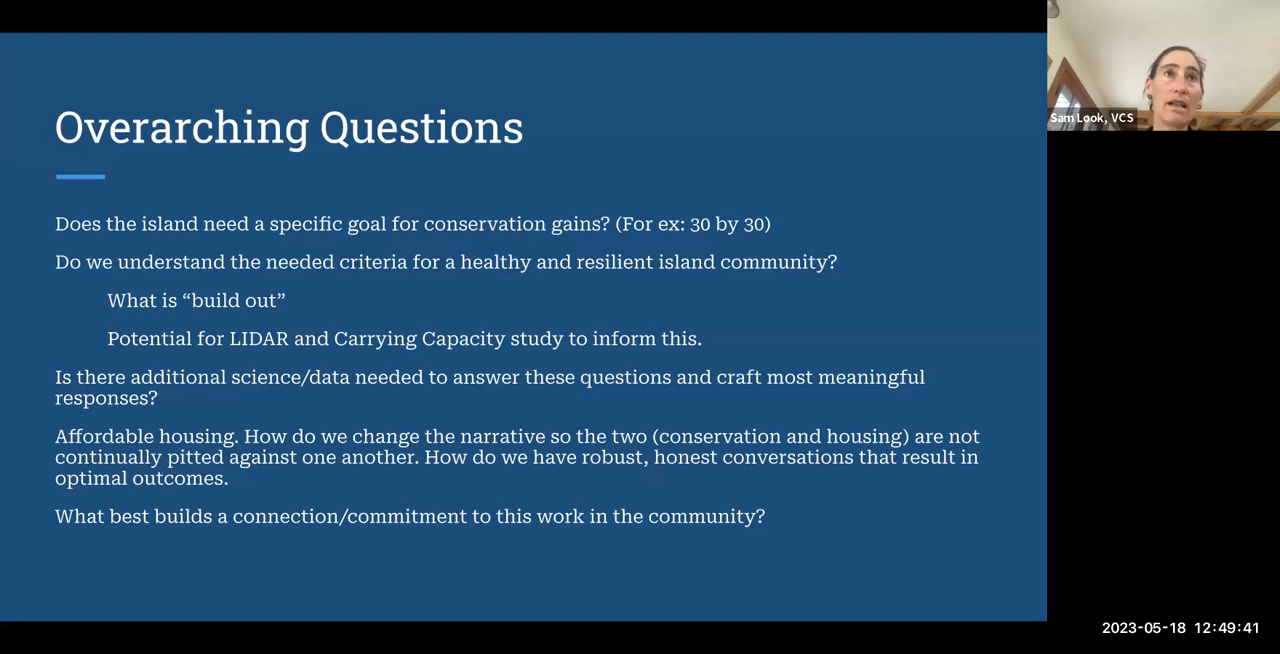 Overarching Questions
Does the island need a specific goal for conservation gains? (For ex: 30 by 30)
Do we understand the needed criteria for a healthy and resilient island community?
What is “build out”
Potential for LIDAR and Carrying Capacity study to inform this.
Is there additional science/data needed to answer these questions and craft most meaningful
responses?
Affordable housing. How do we change the narrative so the two (conservation and housing) are not
continually pitted against one another. How do we have robust, honest conversations that result in
optimal outcomes.
What best builds a connection/commitment to this work in the community?
Sam Look, VCS
2023-05-18 12:49:41